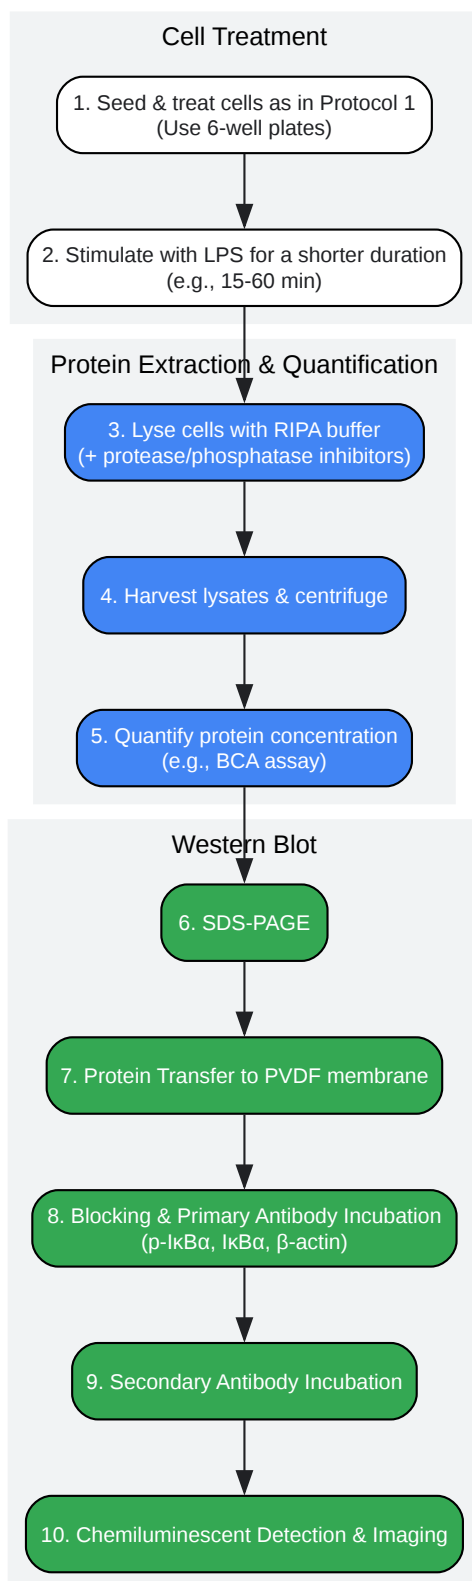 Cell Treatment
1. Seed & treat cells as in Protocol 1
(Use 6-well plates)
2. Stimulate with LPS for a shorter duration
(e.g., 15-60 min)
Protein Extraction & Quantification
3. Lyse cells with RIPA buffer
(+ protease/phosphatase inhibitors)
4. Harvest lysates & centrifuge
5. Quantify protein concentration
(e.g., BCA assay)
Western Blot
6. SDS-PAGE
7. Protein Transfer to PVDF membrane
8. Blocking & Primary Antibody Incubation
(p-IκBα, IκBα, β-actin)
9. Secondary Antibody Incubation
10. Chemiluminescent Detection & Imaging